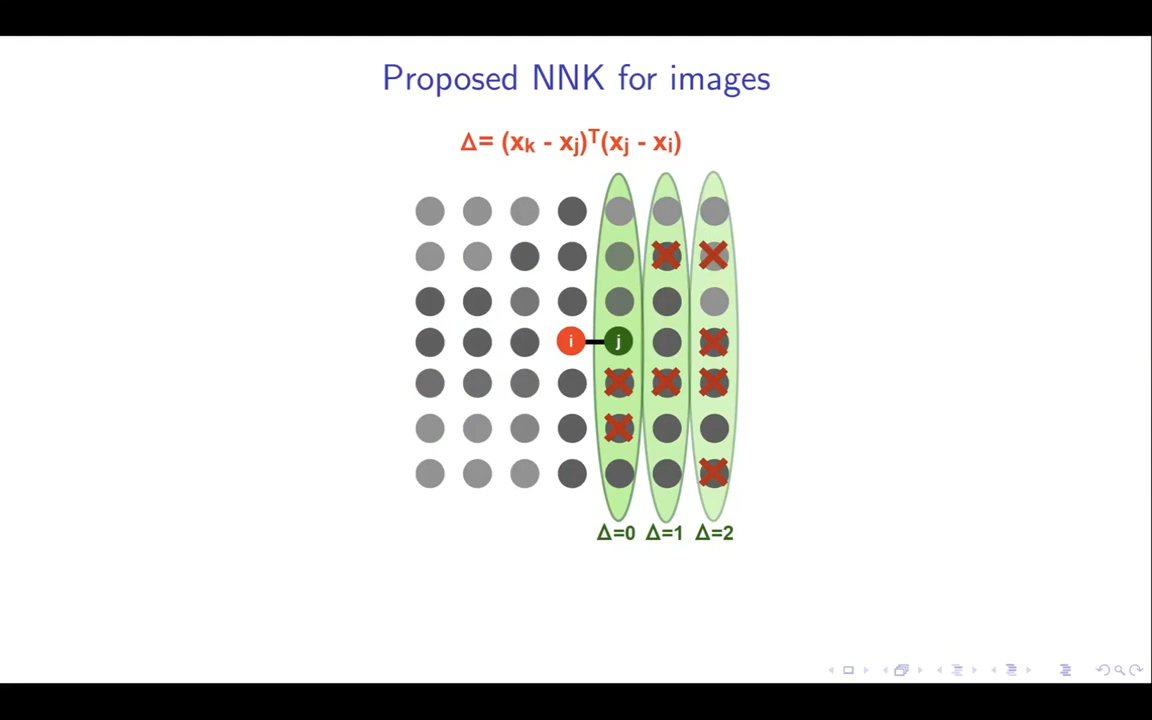 Proposed NNK for images
Δ= (xk - xj)T(xj - xi)
i j
Δ=0 Δ=1 Δ=2